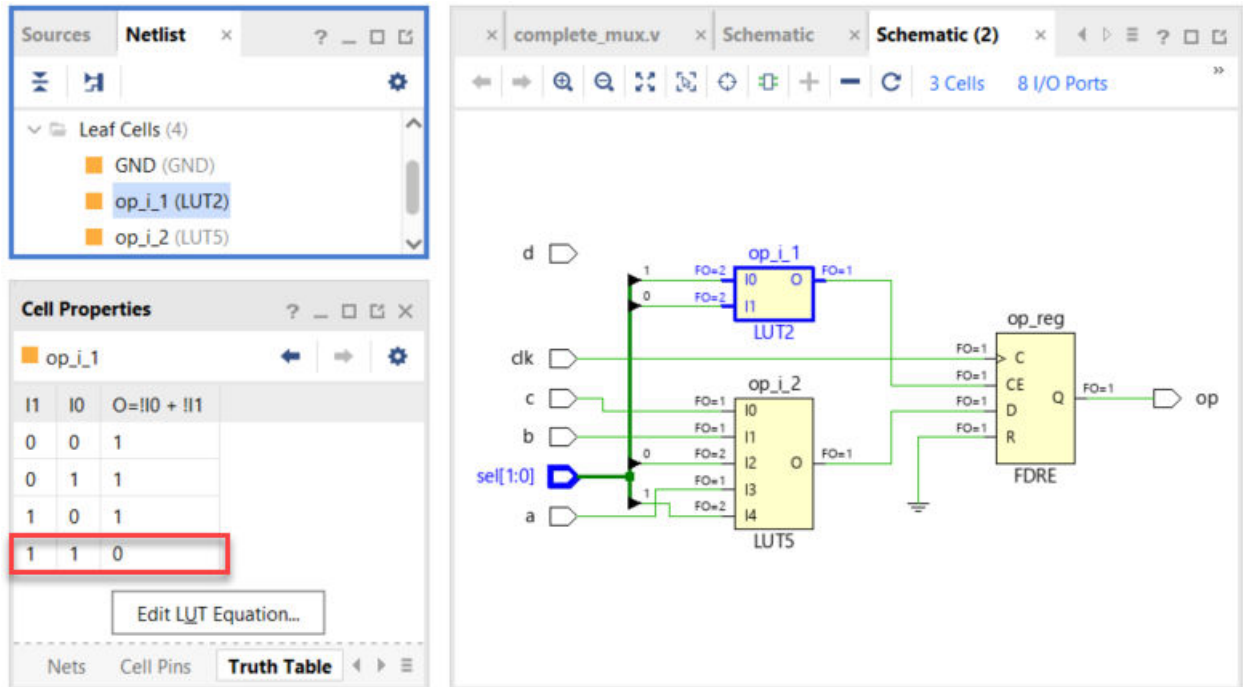 Sources Netlist × ? _
Leaf Cells (4)
GND (GND)
op_i_1 (LUT2)
op_i_2 (LUT5)
Cell Properties ? _ ×
op_i_1
I1 I0 O=!I0 + !I1
0 0 1
0 1 1
1 0 1
1 1 0
Edit LUT Equation...
Nets Cell Pins Truth Table
× complete_mux.v × Schematic × Schematic (2) × ?
3 Cells 8 I/O Ports »
d
op_i_1
1 FO=2 I0 O FO=1
0 FO=2 I1
LUT2
op_reg
clk
FO=1 C
op_i_2
FO=1 CE
Q FO=1 op
c FO=1 I0
FO=1 D
b FO=1 I1
FO=1 R
0 FO=2 I2 O FO=1
FDRE
sel[1:0]
FO=1 I3
1 FO=2 I4
a
LUT5